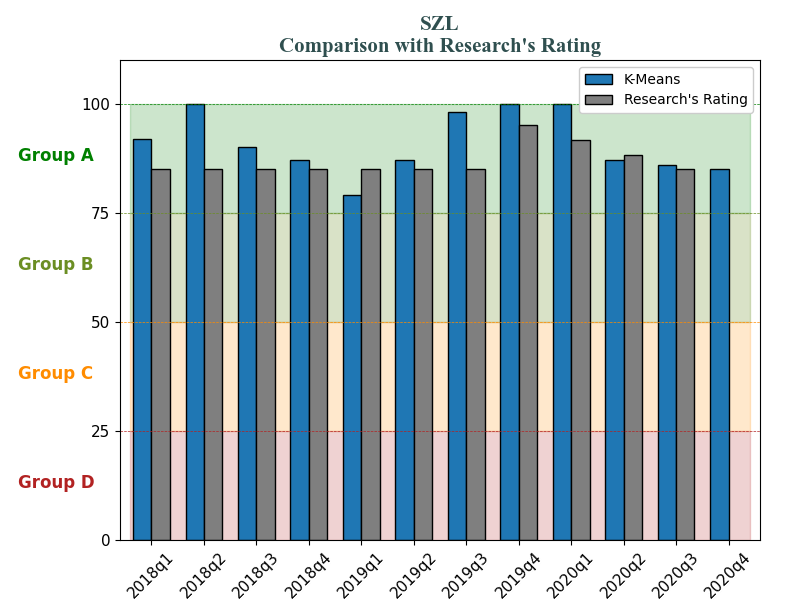 SZL
Comparison with Research's Rating
K-Means
Research's Rating
100
Group A
75
Group B
50
Group C
25
Group D
0
2018q1
2018q2
2018q3
2018q4
2019q1
2019q2
2019q3
2019q4
2020q1
2020q2
2020q3
2020q4